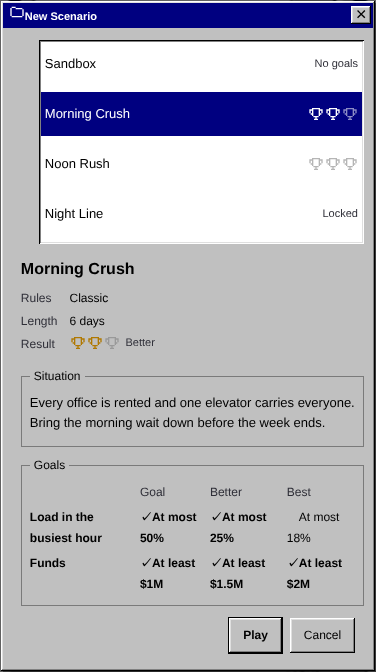 New Scenario
Sandbox No goals
Morning Crush
Noon Rush
Night Line Locked
Morning Crush
Rules Classic
Length 6 days
Result Better
Situation
Every office is rented and one elevator carries everyone.
Bring the morning wait down before the week ends.
Goals
Goal Better Best
Load in the ✓At most ✓At most At most
busiest hour 50% 25% 18%
Funds ✓At least ✓At least ✓At least
$1M $1.5M $2M
Play Cancel